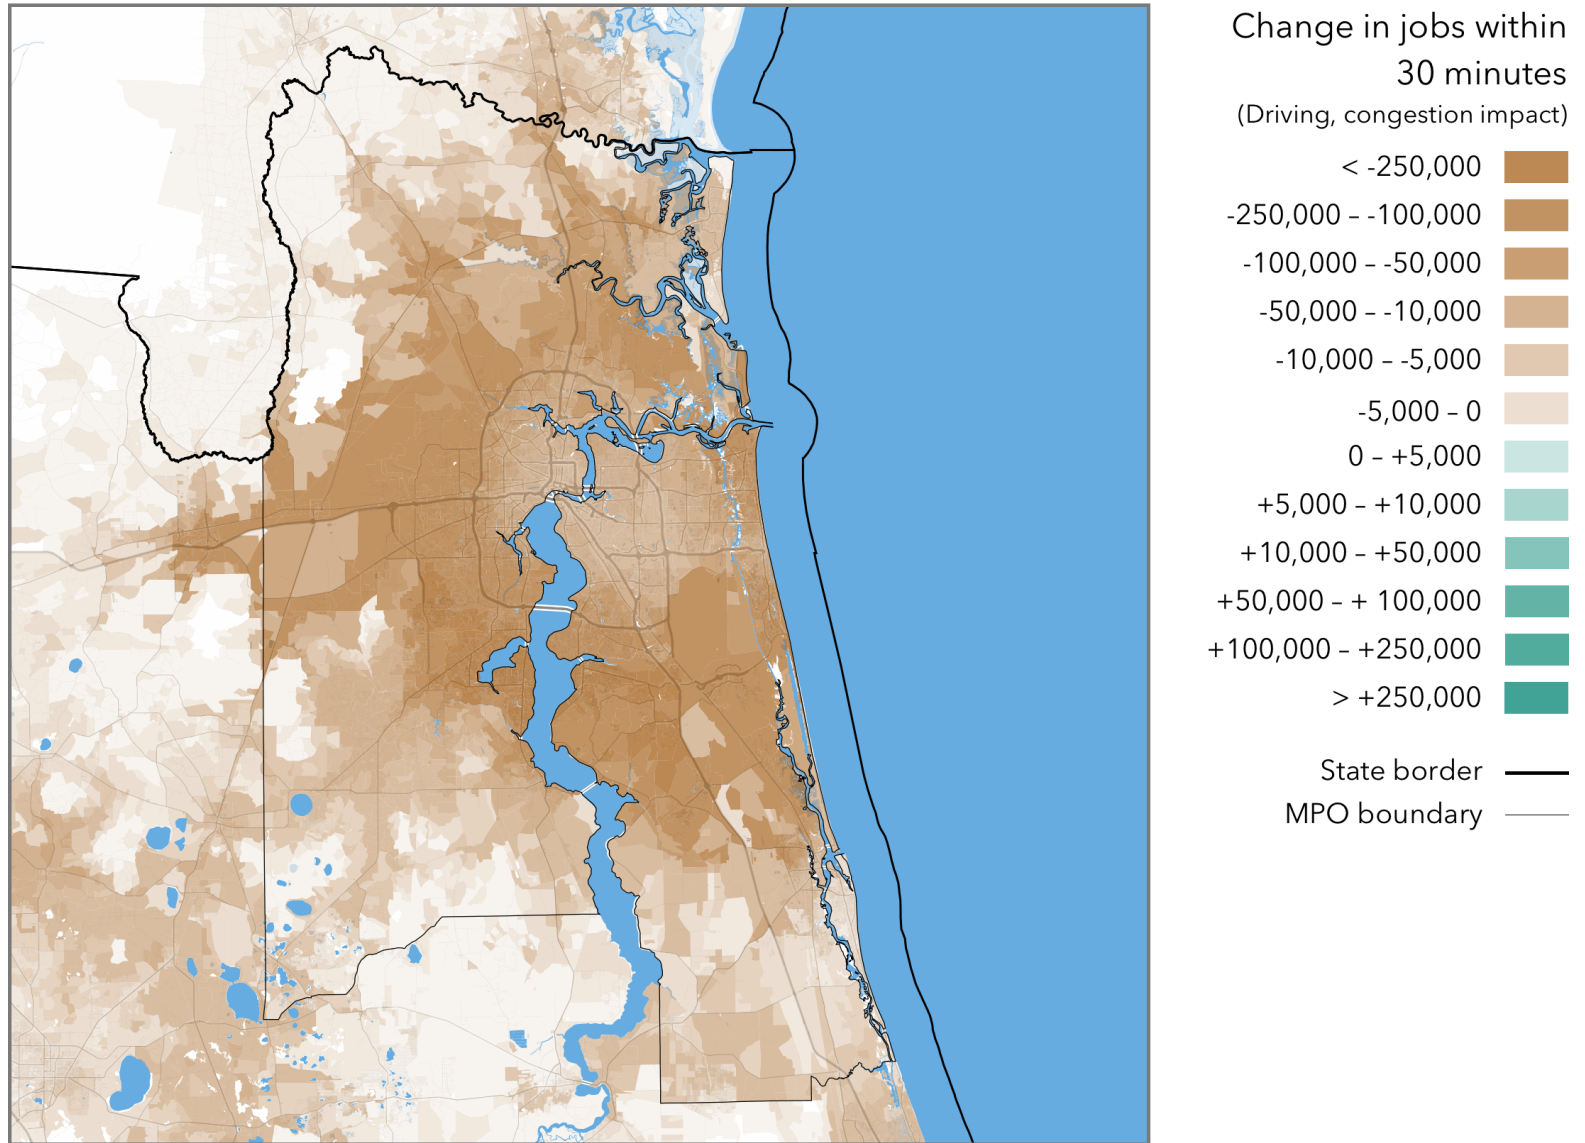 Change in jobs within
30 minutes
(Driving, congestion impact)
< -250,000
-250,000 – -100,000
-100,000 – -50,000
-50,000 – -10,000
-10,000 – -5,000
-5,000 – 0
0 – +5,000
+5,000 – +10,000
+10,000 – +50,000
+50,000 – + 100,000
+100,000 – +250,000
> +250,000
State border
MPO boundary